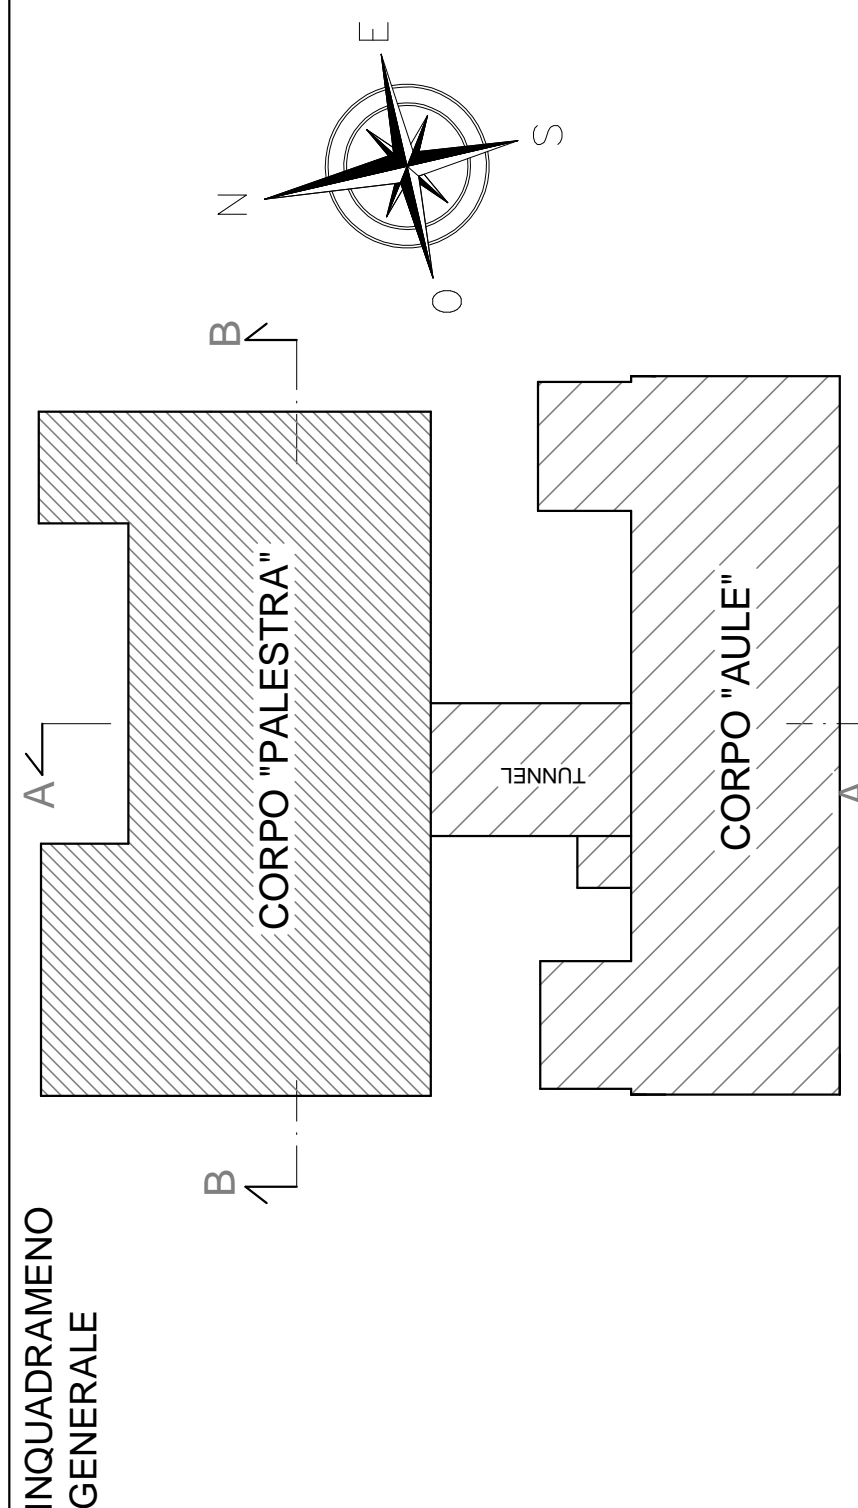 INQUADRAMENO
GENERALE
A
B
B
CORPO "PALESTRA"
TUNNEL
CORPO "AULE"
A
N
E
S
O